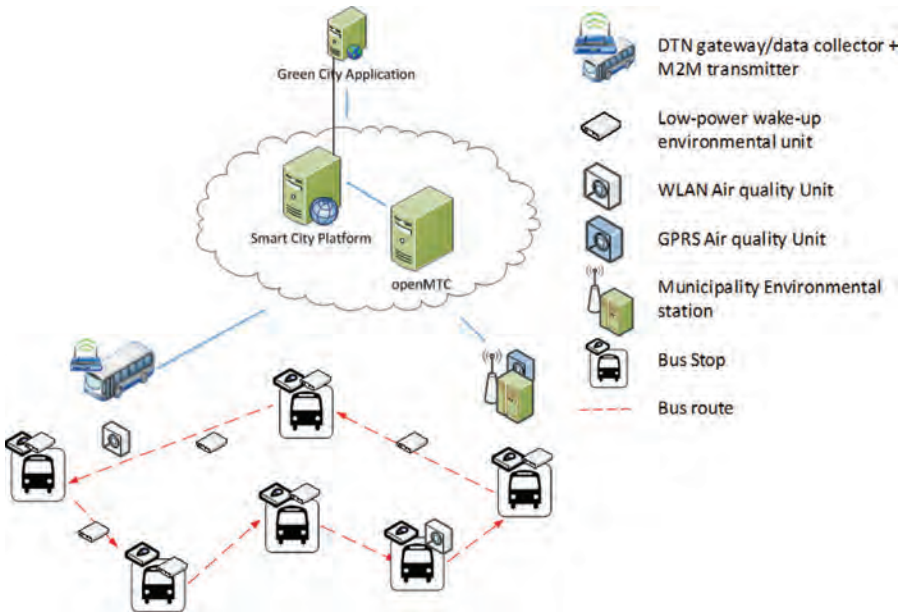 Green City Application
Smart City Platform
openMTC
DTN gateway/data collector +
M2M transmitter
Low-power wake-up
environmental unit
WLAN Air quality Unit
GPRS Air quality Unit
Municipality Environmental
station
Bus Stop
Bus route